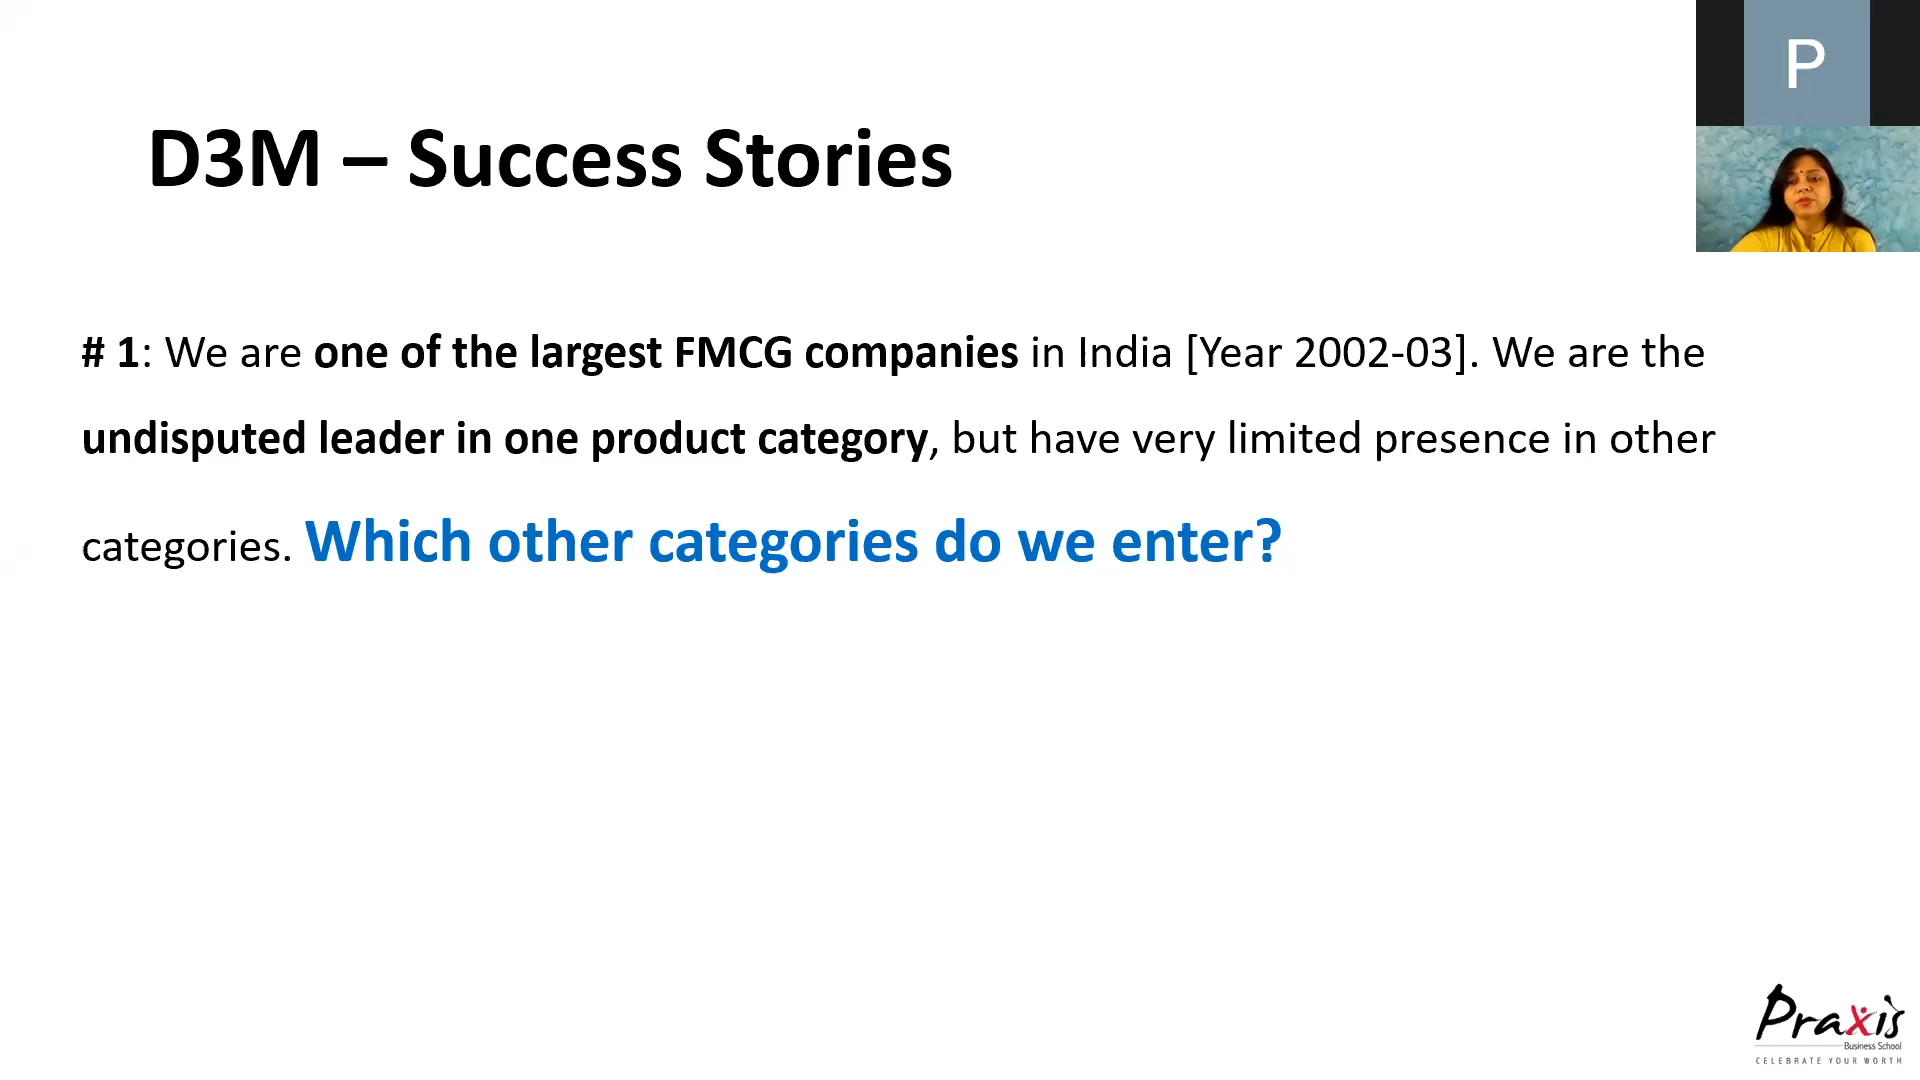 P
D3M – Success Stories
# 1: We are one of the largest FMCG companies in India [Year 2002-03]. We are the
undisputed leader in one product category, but have very limited presence in other
categories. Which other categories do we enter?
Praxis
Business School
CELEBRATE YOUR WORTH